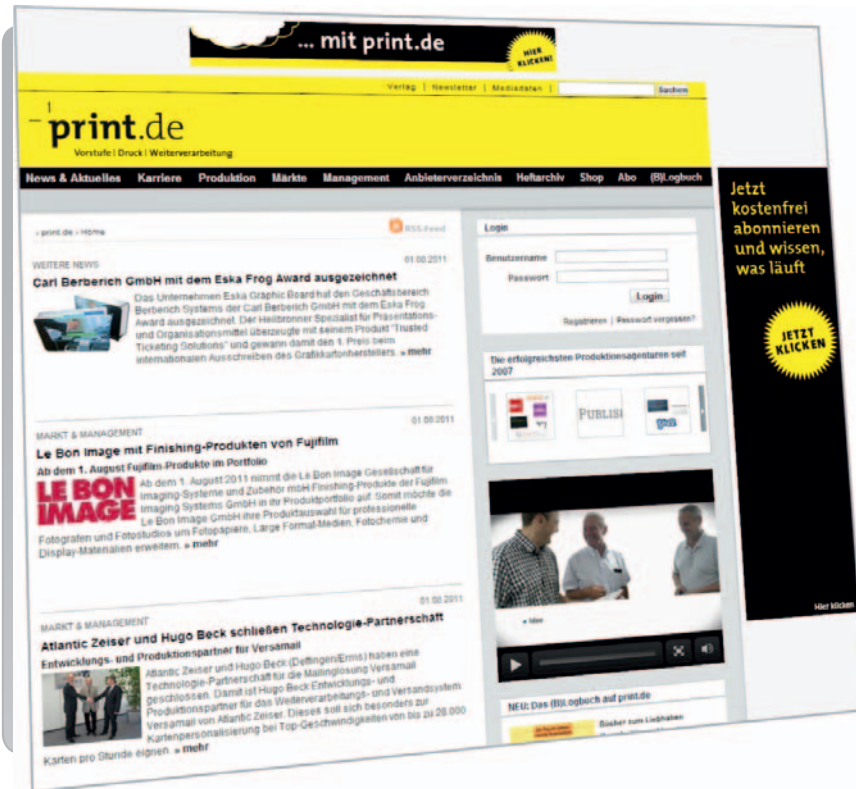 ... mit print.de
HIER
KLICKEN!
Verlag | Newsletter | Mediadaten |
Suchen
print.de
Vorstufe | Druck | Weiterverarbeitung
News & Aktuelles Karriere Produktion Märkte Management Anbieterverzeichnis Heftarchiv Shop Abo (B)Logbuch
› print.de › Home
RSS-Feed
WEITERE NEWS
01.08.2011
Carl Berberich GmbH mit dem Eska Frog Award ausgezeichnet
Das Unternehmen Eska Graphic Board hat den Geschäftsbereich
Berberich Systems der Carl Berberich GmbH mit dem Eska Frog
Award ausgezeichnet. Der Heilbronner Spezialist für Präsentations-
und Organisationsmittel überzeugte mit seinem Produkt "Trusted
Ticketing Solutions" und gewann damit den 1. Preis beim
internationalen Ausschreiben des Grafikkartonherstellers. » mehr
MARKT & MANAGEMENT
01.08.2011
Le Bon Image mit Finishing-Produkten von Fujifilm
Ab dem 1. August Fujifilm-Produkte im Portfolio
LE BON
IMAGE
Ab dem 1. August 2011 nimmt die Le Bon Image Gesellschaft für
Imaging-Systeme und Zubehör mbH Finishing-Produkte der Fujifilm
Imaging Systems GmbH in ihr Produktportfolio auf. Somit möchte die
Le Bon Image GmbH ihre Produktauswahl für professionelle
Fotografen und Fotostudios um Fotopapiere, Large Format-Medien, Fotochemie und
Display-Materialien erweitern. » mehr
MARKT & MANAGEMENT
01.08.2011
Atlantic Zeiser und Hugo Beck schließen Technologie-Partnerschaft
Entwicklungs- und Produktionspartner für Versamail
Atlantic Zeiser und Hugo Beck (Dettingen/Erms) haben eine
Technologie-Partnerschaft für die Mailinglösung Versamail
geschlossen. Damit ist Hugo Beck Entwicklungs- und
Produktionspartner für das Weiterverarbeitungs- und Versandsystem
Versamail von Atlantic Zeiser. Dieses soll sich besonders zur
Kartenpersonalisierung bei Top-Geschwindigkeiten von bis zu 28.000
Karten pro Stunde eignen. » mehr
Login
Benutzername
Passwort
Login
Registrieren | Passwort vergessen?
Die erfolgreichsten Produktionsagenturen seit
2007
PUBLIS
Idee
NEU: Das (B)Logbuch auf print.de
Bücher zum Liebhaben
Jetzt
kostenfrei
abonnieren
und wissen,
was läuft
JETZT
KLICKEN
Hier klicken